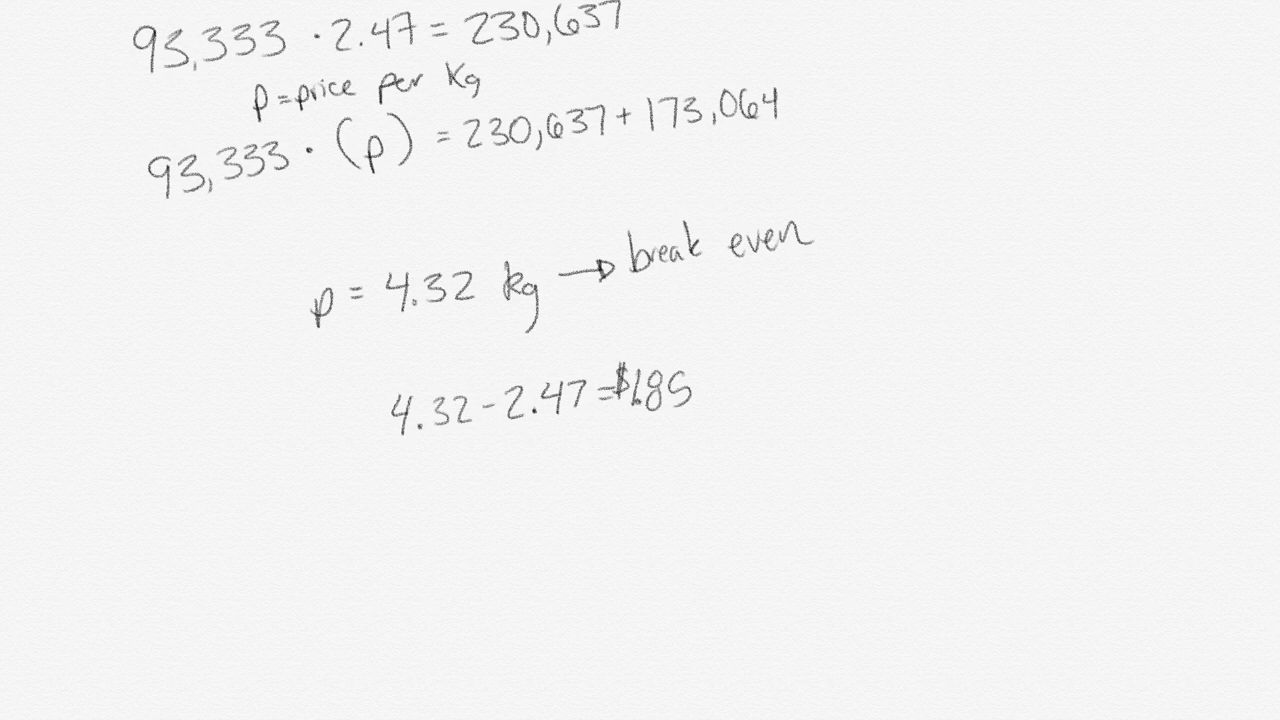 93,333 · 2.47 = 230,637
p = price per kg
93,333 · (p) = 230,637 + 173,064
p = 4.32 kg → break even
4.32 - 2.47 = $1.85